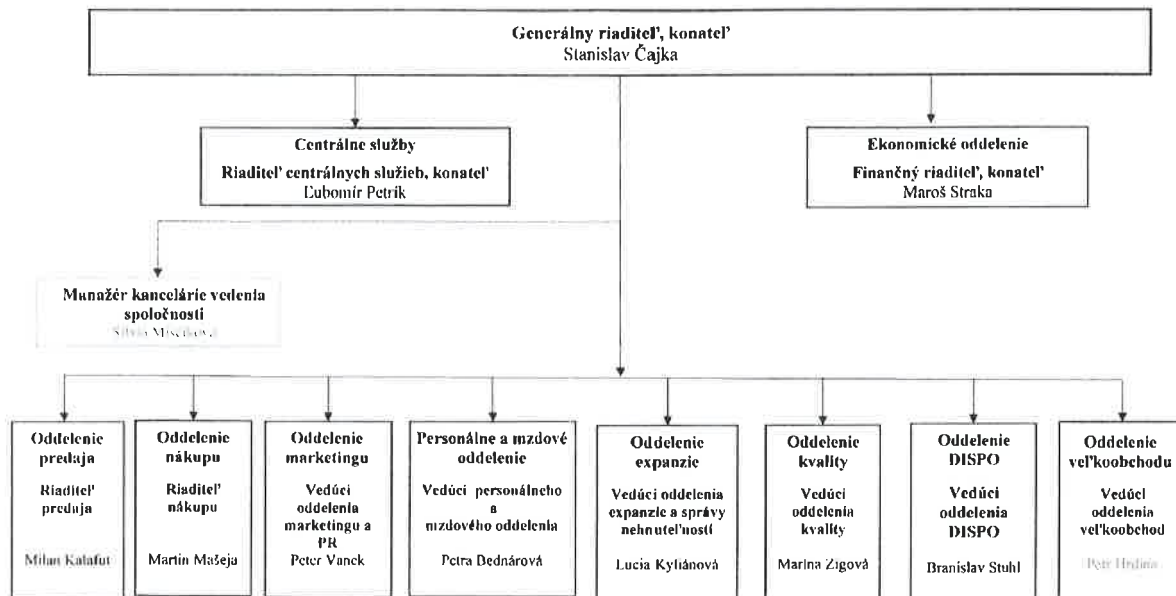 Generálny riaditeľ, konateľ
Stanislav Čajka
Centrálne služby
Riaditeľ centrálnych služieb, konateľ
Ľubomír Petrík
Ekonomické oddelenie
Finančný riaditeľ, konateľ
Maroš Straka
Manažér kancelárie vedenia
spoločnosti
Oddelenie
predaja
Riaditeľ
predaja
Milan Kalafut
Oddelenie
nákupu
Riaditeľ
nákupu
Martin Mašeja
Oddelenie
marketingu
Vedúci
oddelenia
marketingu a
PR
Peter Vanek
Personálne a mzdové
oddelenie
Vedúci personálneho
a
mzdového oddelenia
Petra Bednárová
Oddelenie
expanzie
Vedúci oddelenia
expanzie a správy
nehnuteľností
Lucia Kyliánová
Oddelenie
kvality
Vedúci
oddelenia
kvality
Marina Zigová
Oddelenie
DISPO
Vedúci
oddelenia
DISPO
Branislav Stuhl
Oddelenie
veľkoobchodu
Vedúci
oddelenia
veľkoobchod
Petr